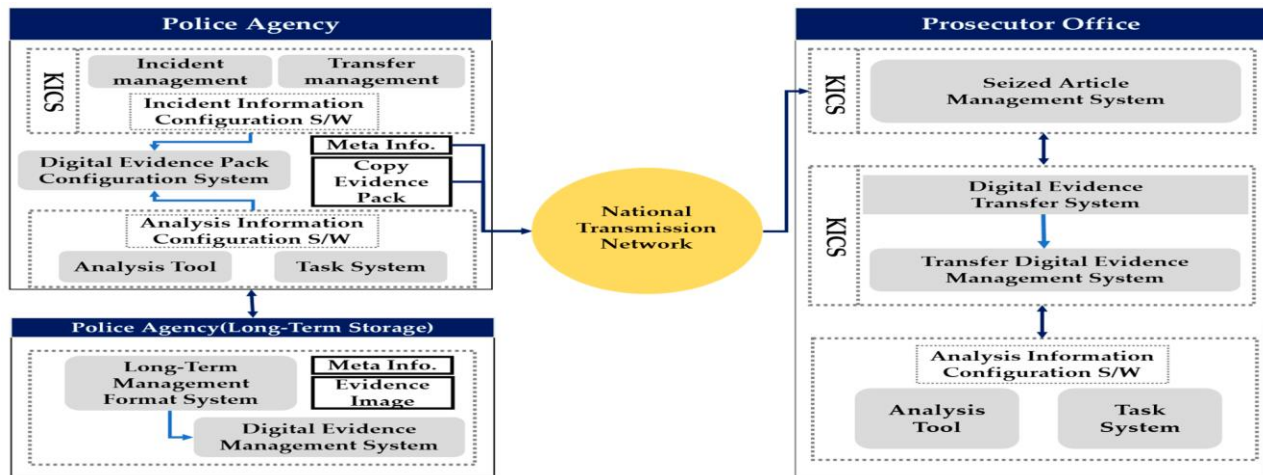 Police Agency
KICS
Incident
management
Transfer
management
Incident Information
Configuration S/W
Digital Evidence Pack
Configuration System
Meta Info.
Copy
Evidence
Pack
Analysis Information
Configuration S/W
Analysis Tool
Task System
Police Agency(Long-Term Storage)
Long-Term
Management
Format System
Meta Info.
Evidence
Image
Digital Evidence
Management System
National
Transmission
Network
Prosecutor Office
KICS
Seized Article
Management System
KICS
Digital Evidence
Transfer System
Transfer Digital Evidence
Management System
Analysis Information
Configuration S/W
Analysis
Tool
Task
System